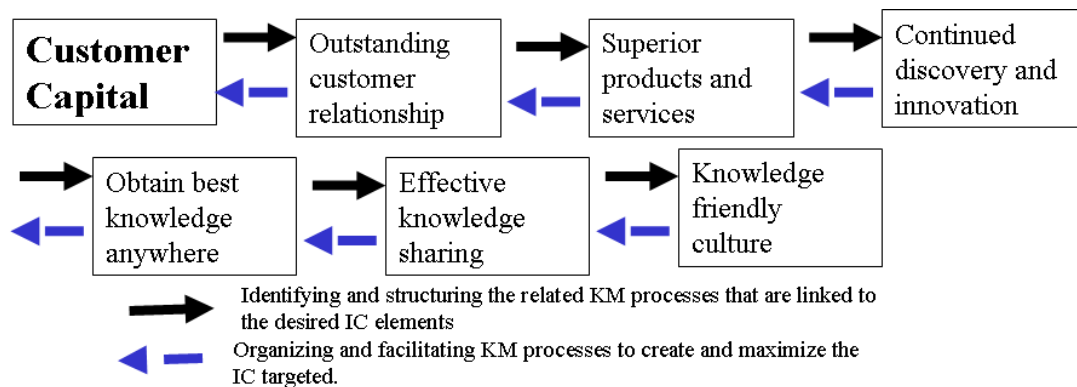 Customer
Capital
Outstanding
customer
relationship
Superior
products and
services
Continued
discovery and
innovation
Obtain best
knowledge
anywhere
Effective
knowledge
sharing
Knowledge
friendly
culture
Identifying and structuring the related KM processes that are linked to
the desired IC elements
Organizing and facilitating KM processes to create and maximize the
IC targeted.